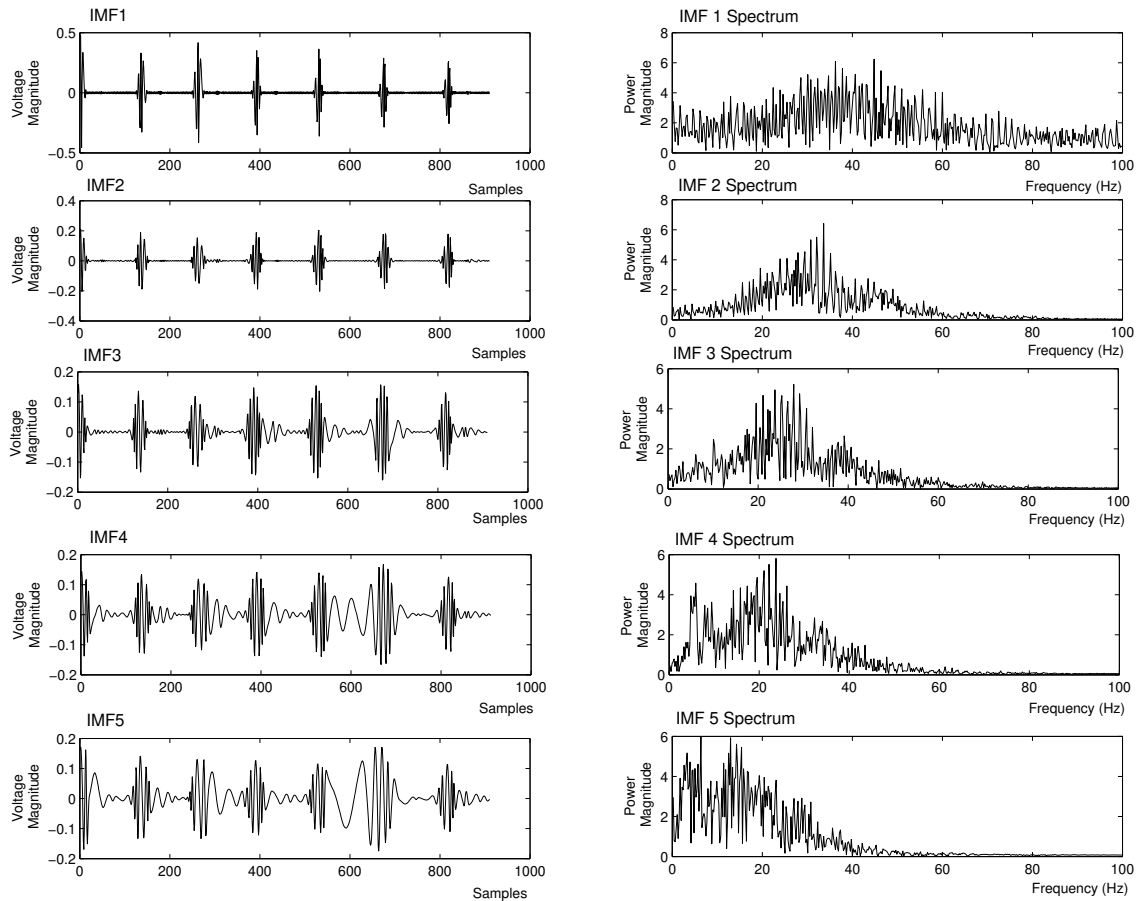 IMF1
0.5
0
−0.5
0 200 400 600 800 1000
Voltage
Magnitude
Samples
IMF 1 Spectrum
8
6
4
2
0
0 20 40 60 80 100
Power
Magnitude
Frequency (Hz)
IMF2
0.4
0.2
0
−0.2
−0.4
0 200 400 600 800 1000
Voltage
Magnitude
Samples
IMF 2 Spectrum
8
6
4
2
0
0 20 40 60 80 100
Power
Magnitude
Frequency (Hz)
IMF3
0.2
0.1
0
−0.1
−0.2
0 200 400 600 800 1000
Voltage
Magnitude
Samples
IMF 3 Spectrum
6
4
2
0
0 20 40 60 80 100
Power
Magnitude
Frequency (Hz)
IMF4
0.2
0.1
0
−0.1
−0.2
0 200 400 600 800 1000
Voltage
Magnitude
Samples
IMF 4 Spectrum
6
4
2
0
0 20 40 60 80 100
Power
Magnitude
Frequency (Hz)
IMF5
0.2
0.1
0
−0.1
−0.2
0 200 400 600 800 1000
Voltage
Magnitude
Samples
IMF 5 Spectrum
6
4
2
0
0 20 40 60 80 100
Power
Magnitude
Frequency (Hz)